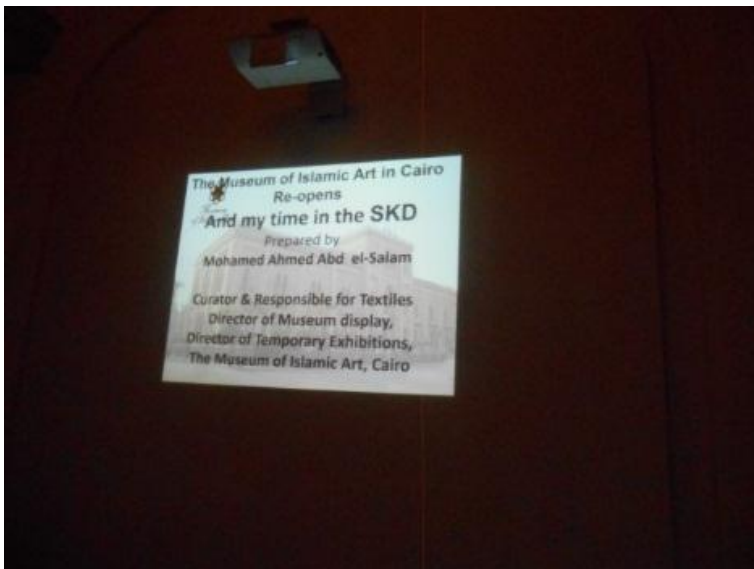 The Museum of Islamic Art in Cairo
Re-opens
And my time in the SKD
Prepared by
Mohamed Ahmed Abd el-Salam
Curator & Responsible for Textiles
Director of Museum display,
Director of Temporary Exhibitions,
The Museum of Islamic Art, Cairo